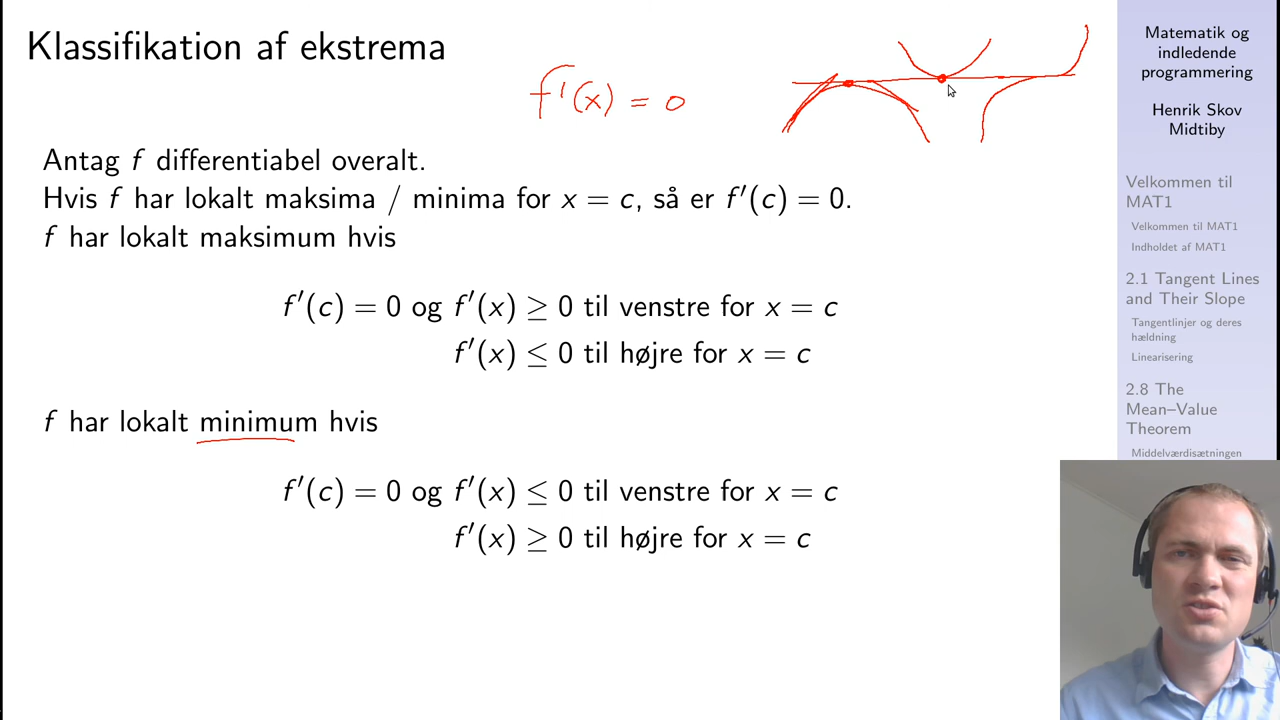 Klassifikation af ekstrema
f'(x) = 0
Antag f differentiabel overalt.
Hvis f har lokalt maksima / minima for x = c, så er f′(c) = 0.
f har lokalt maksimum hvis
f′(c) = 0 og f′(x) ≥ 0 til venstre for x = c
f′(x) ≤ 0 til højre for x = c
f har lokalt minimum hvis
f′(c) = 0 og f′(x) ≤ 0 til venstre for x = c
f′(x) ≥ 0 til højre for x = c
Matematik og
indledende
programmering
Henrik Skov
Midtiby
Velkommen til
MAT1
Velkommen til MAT1
Indholdet af MAT1
2.1 Tangent Lines
and Their Slope
Tangentlinjer og deres
hældning
Linearisering
2.8 The
Mean–Value
Theorem
Middelværdisætningen